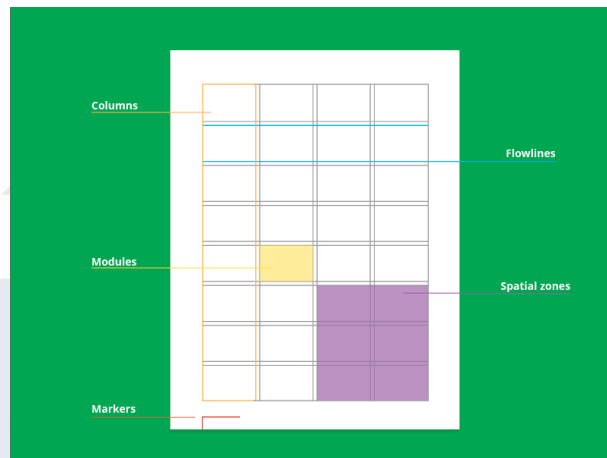 Columns
Flowlines
Modules
Spatial zones
Markers